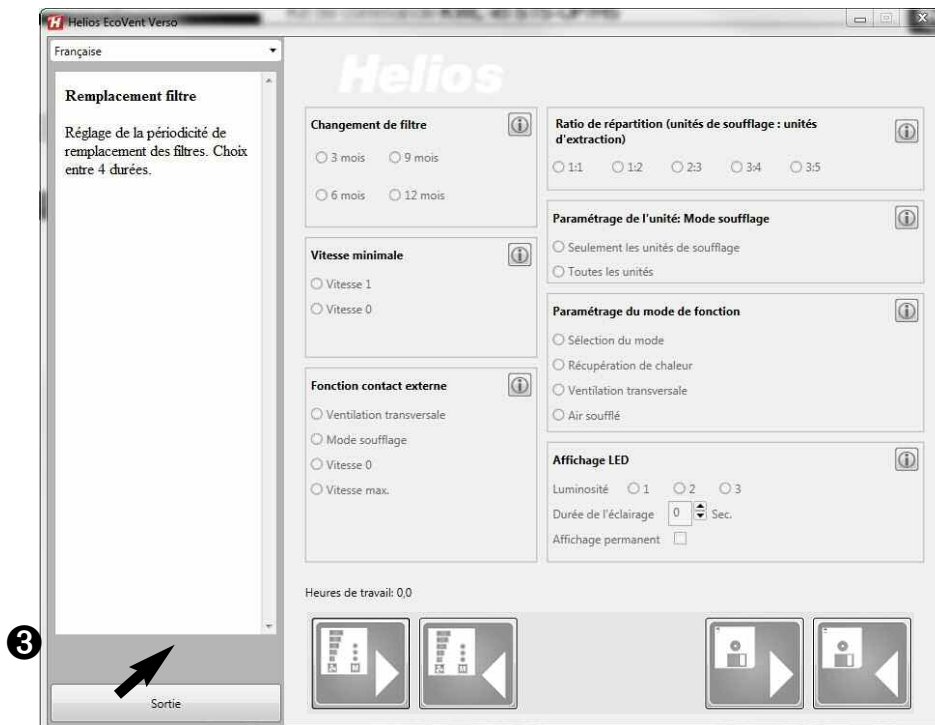 Helios EcoVent Verso
Française
Remplacement filtre
Réglage de la périodicité de
remplacement des filtres. Choix
entre 4 durées.
❸
Sortie
Helios
Changement de filtre
3 mois 9 mois
6 mois 12 mois
Vitesse minimale
Vitesse 1
Vitesse 0
Fonction contact externe
Ventilation transversale
Mode soufflage
Vitesse 0
Vitesse max.
Ratio de répartition (unités de soufflage : unités
d'extraction)
1:1 1:2 2:3 3:4 3:5
Paramétrage de l'unité: Mode soufflage
Seulement les unités de soufflage
Toutes les unités
Paramétrage du mode de fonction
Sélection du mode
Récupération de chaleur
Ventilation transversale
Air soufflé
Affichage LED
Luminosité 1 2 3
Durée de l'éclairage 0 Sec.
Affichage permanent
Heures de travail: 0,0